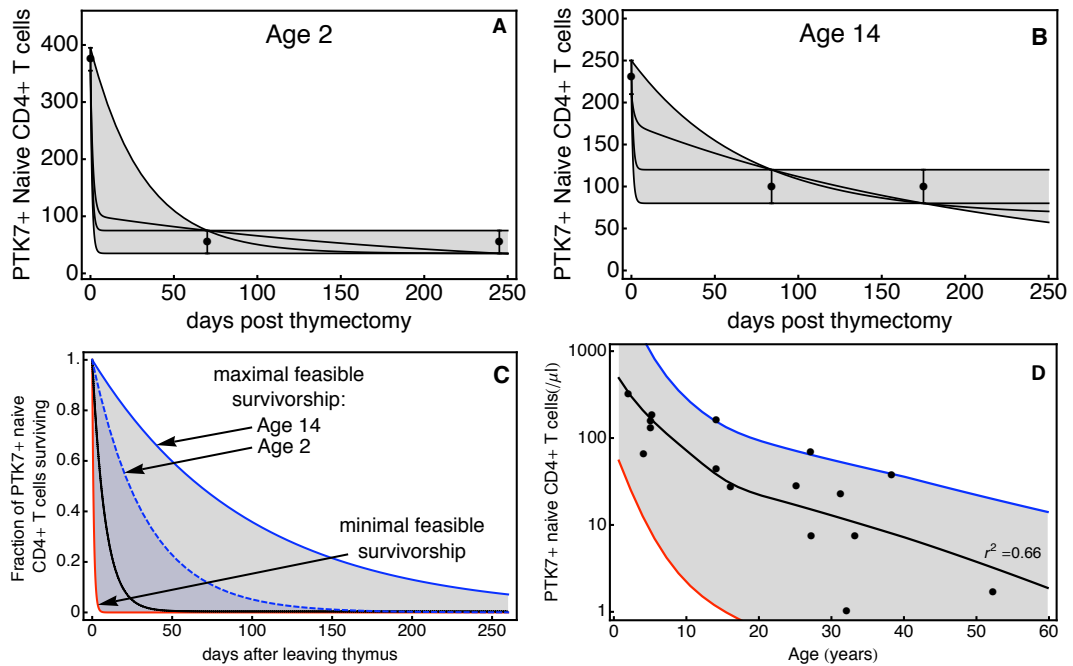 Age 2
A
PTK7+ Naive CD4+ T cells
400
300
200
100
0
0 50 100 150 200 250
days post thymectomy
Age 14
B
PTK7+ Naive CD4+ T cells
300
250
200
150
100
50
0
0 50 100 150 200 250
days post thymectomy
C
Fraction of PTK7+ naive
CD4+ T cells surviving
1.
0.8
0.6
0.4
0.2
0
maximal feasible
survivorship:
Age 14
Age 2
minimal feasible
survivorship
0 50 100 150 200 250
days after leaving thymus
D
PTK7+ naive CD4+ T cells(/μl)
1000
100
10
1
r² =0.66
0 10 20 30 40 50 60
Age (years)